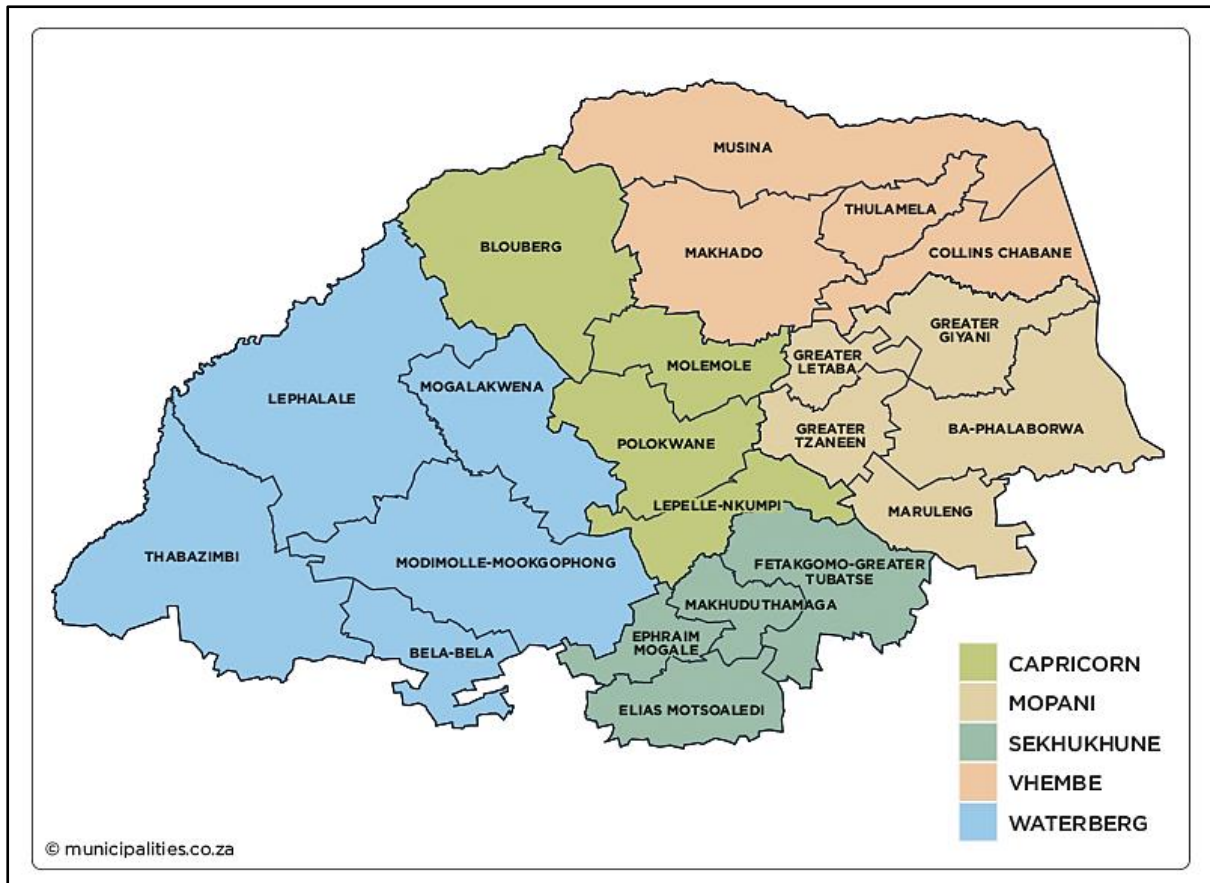 MUSINA
THULAMELA
BLOUBERG
MAKHADO
COLLINS CHABANE
GREATER
GIYANI
MOLEMOLE
GREATER
LETABA
MOGALAKWENA
LEPHALALE
GREATER
TZANEEN
BA-PHALABORWA
POLOKWANE
LEPELLE-NKUMPI
MARULENG
THABAZIMBI
MODIMOLLE-MOOKGOPHONG
FETAKGOMO-GREATER
TUBATSE
MAKHUDUTHAMAGA
EPHRAIM
MOGALE
BELA-BELA
ELIAS MOTSOALEDI
CAPRICORN
MOPANI
SEKHUKHUNE
VHEMBE
WATERBERG
© municipalities.co.za